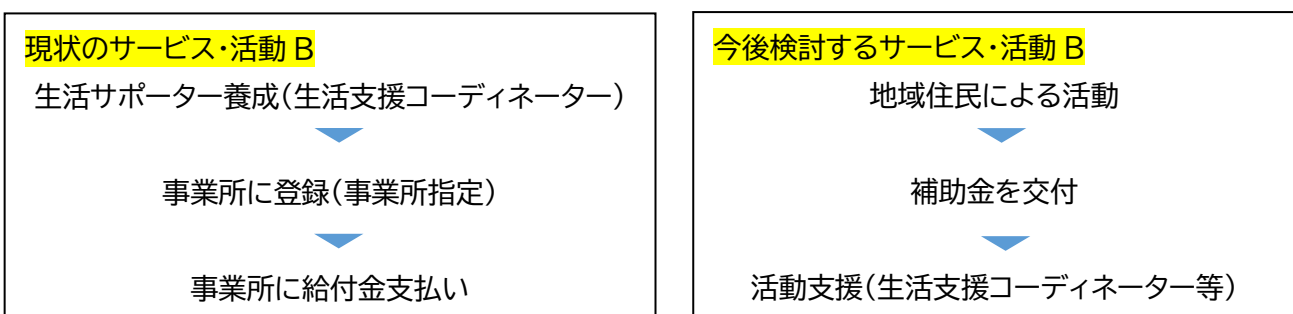 現状のサービス・活動 B
生活サポーター養成(生活支援コーディネーター)
事業所に登録(事業所指定)
事業所に給付金支払い
今後検討するサービス・活動 B
地域住民による活動
補助金を交付
活動支援(生活支援コーディネーター等)